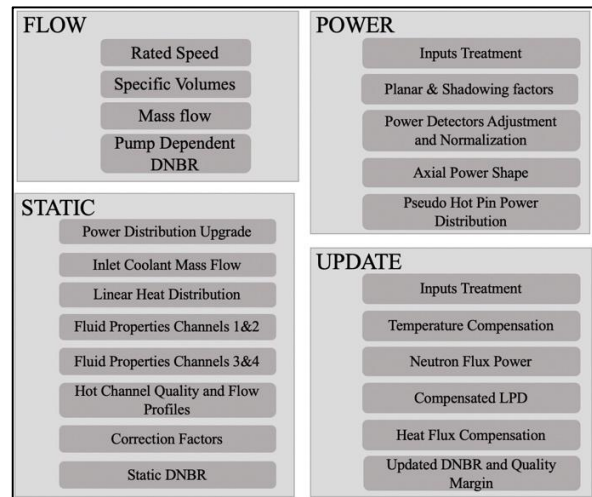 FLOW
Rated Speed
Specific Volumes
Mass flow
Pump Dependent
DNBR
POWER
Inputs Treatment
Planar & Shadowing factors
Power Detectors Adjustment
and Normalization
Axial Power Shape
Pseudo Hot Pin Power
Distribution
STATIC
Power Distribution Upgrade
Inlet Coolant Mass Flow
Linear Heat Distribution
Fluid Properties Channels 1&2
Fluid Properties Channels 3&4
Hot Channel Quality and Flow
Profiles
Correction Factors
Static DNBR
UPDATE
Inputs Treatment
Temperature Compensation
Neutron Flux Power
Compensated LPD
Heat Flux Compensation
Updated DNBR and Quality
Margin